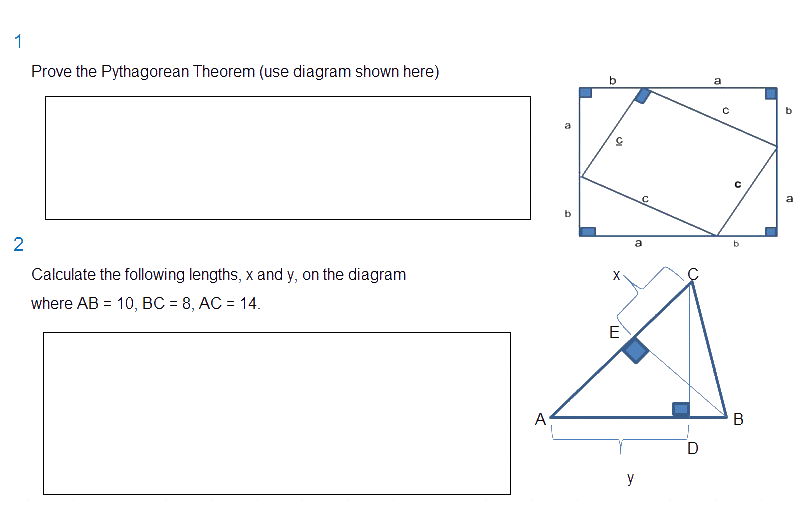 1
Prove the Pythagorean Theorem (use diagram shown here)
b a
a c b
c
c
b c a
a b
2
Calculate the following lengths, x and y, on the diagram
where AB = 10, BC = 8, AC = 14.
x C
E
A B
D
y